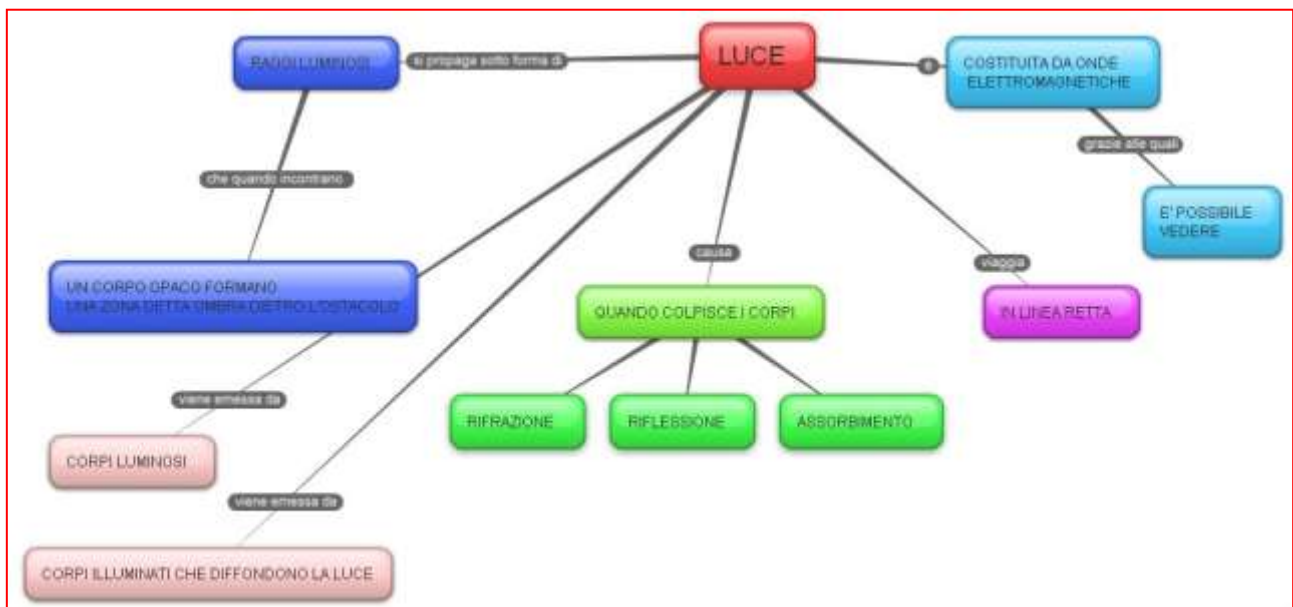 LUCE
RAGGI LUMINOSI
si propaga sotto forma di
è
COSTITUITA DA ONDE
ELETTROMAGNETICHE
grazie alle quali
E' POSSIBILE
VEDERE
che quando incontrano
UN CORPO OPACO FORMANO
UNA ZONA DETTA OMBRA DIETRO L'OSTACOLO
causa
viaggia
QUANDO COLPISCE I CORPI
IN LINEA RETTA
RIFRAZIONE
RIFLESSIONE
ASSORBIMENTO
viene emessa da
CORPI LUMINOSI
viene emessa da
CORPI ILLUMINATI CHE DIFFONDONO LA LUCE